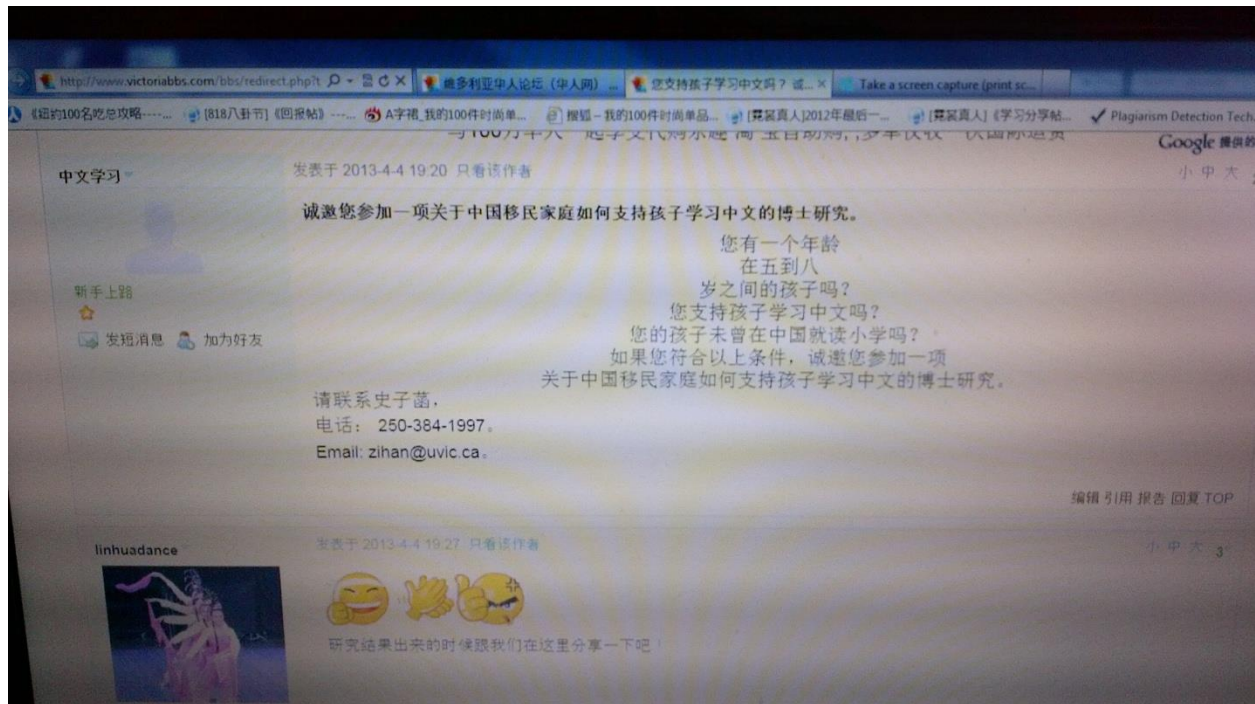 http://www.victoriabbs.com/bbs/redirect.php?t
维多利亚华人论坛（华人网）...
您支持孩子学习中文吗？ 诚...
Take a screen capture (print sc...
《纽约100名吃总攻略----...
[818八卦节]《回报帖》---...
A字裙_我的100件时尚单...
搜狐－我的100件时尚单品...
[霓裳真人]2012年最后一...
[霓裳真人]《学习分享帖...
Plagiarism Detection Tech
Google 提供的
中文学习
发表于 2013-4-4 19:20 只看该作者
小 中 大
诚邀您参加一项关于中国移民家庭如何支持孩子学习中文的博士研究。
您有一个年龄
在五到八
岁之间的孩子吗？
您支持孩子学习中文吗？
您的孩子未曾在中国就读小学吗？
如果您符合以上条件，诚邀您参加一项
关于中国移民家庭如何支持孩子学习中文的博士研究。
新手上路
发短消息 加为好友
请联系史子菡，
电话： 250-384-1997。
Email: zihan@uvic.ca。
编辑 引用 报告 回复 TOP
linhuadance
发表于 2013-4-4 19:27 只看该作者
小 中 大 3
研究结果出来的时候跟我们在这里分享一下吧！